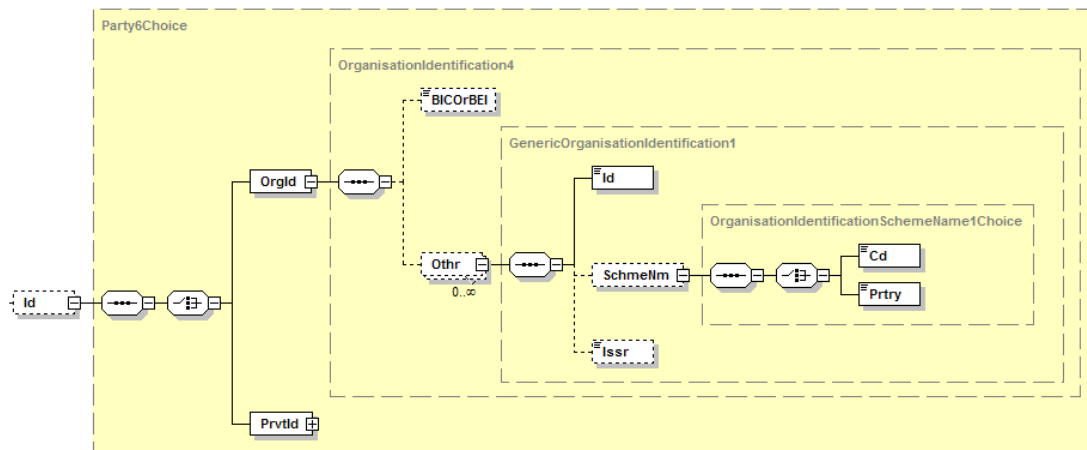 Party6Choice
OrganisationIdentification4
BICOrBEI
GenericOrganisationIdentification1
OrgId
Id
OrganisationIdentificationSchemeName1Choice
Cd
Othr
0..∞
SchmeNm
Prtry
Id
Issr
PrvtId